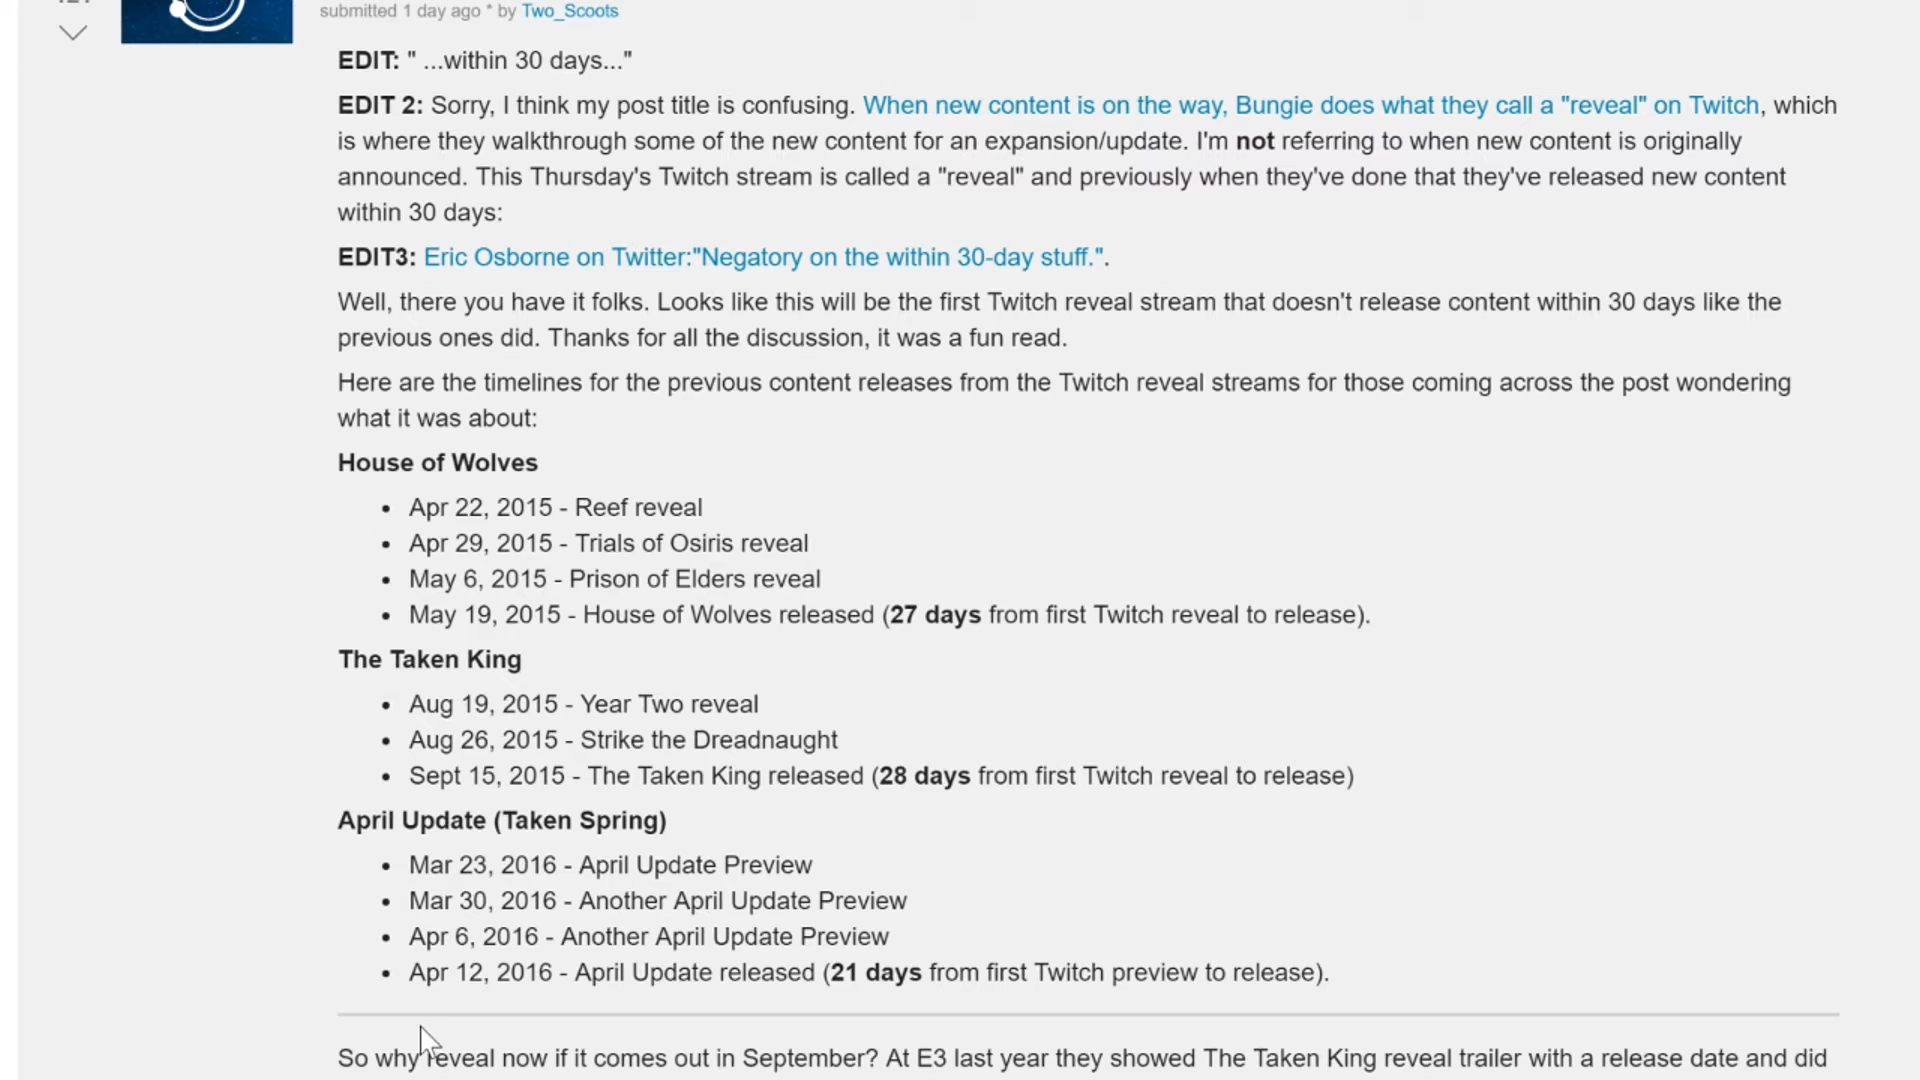 submitted 1 day ago * by Two_Scoots
EDIT: " ...within 30 days..."
EDIT 2: Sorry, I think my post title is confusing. When new content is on the way, Bungie does what they call a "reveal" on Twitch, which
is where they walkthrough some of the new content for an expansion/update. I'm not referring to when new content is originally
announced. This Thursday's Twitch stream is called a "reveal" and previously when they've done that they've released new content
within 30 days:
EDIT3: Eric Osborne on Twitter:"Negatory on the within 30-day stuff.".
Well, there you have it folks. Looks like this will be the first Twitch reveal stream that doesn't release content within 30 days like the
previous ones did. Thanks for all the discussion, it was a fun read.
Here are the timelines for the previous content releases from the Twitch reveal streams for those coming across the post wondering
what it was about:
House of Wolves
• Apr 22, 2015 - Reef reveal
• Apr 29, 2015 - Trials of Osiris reveal
• May 6, 2015 - Prison of Elders reveal
• May 19, 2015 - House of Wolves released (27 days from first Twitch reveal to release).
The Taken King
• Aug 19, 2015 - Year Two reveal
• Aug 26, 2015 - Strike the Dreadnaught
• Sept 15, 2015 - The Taken King released (28 days from first Twitch reveal to release)
April Update (Taken Spring)
• Mar 23, 2016 - April Update Preview
• Mar 30, 2016 - Another April Update Preview
• Apr 6, 2016 - Another April Update Preview
• Apr 12, 2016 - April Update released (21 days from first Twitch preview to release).
So why reveal now if it comes out in September? At E3 last year they showed The Taken King reveal trailer with a release date and did